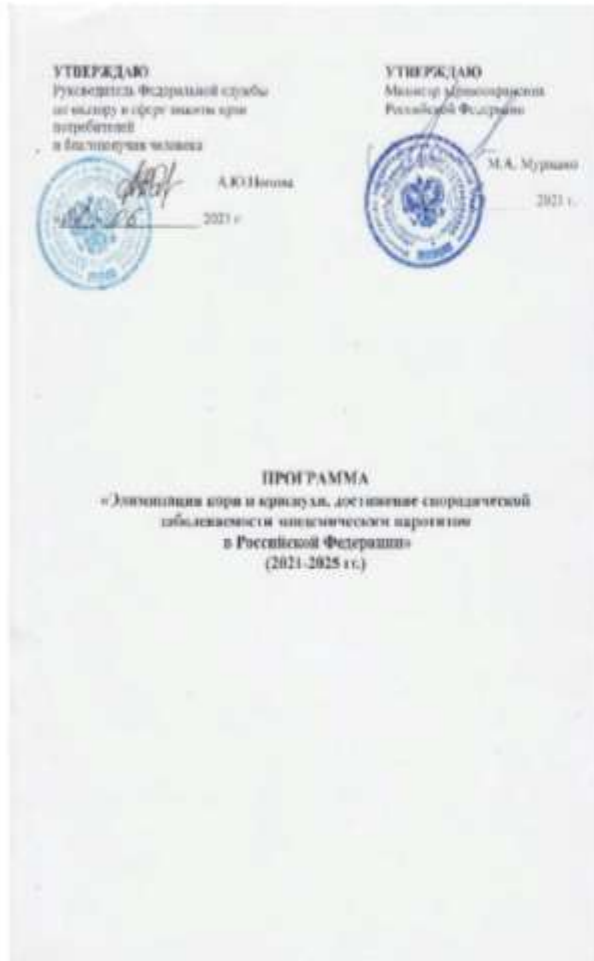 УТВЕРЖДАЮ
Руководитель Федеральной службы
по надзору в сфере защиты прав
потребителей
и благополучия человека
А.Ю.Попова
2021 г.
УТВЕРЖДАЮ
Министр здравоохранения
Российской Федерации
М.А. Мурашко
2021 г.
ПРОГРАММА
«Элиминация кори и краснухи, достижение спорадической
заболеваемости эпидемическим паротитом
в Российской Федерации»
(2021-2025 гг.)